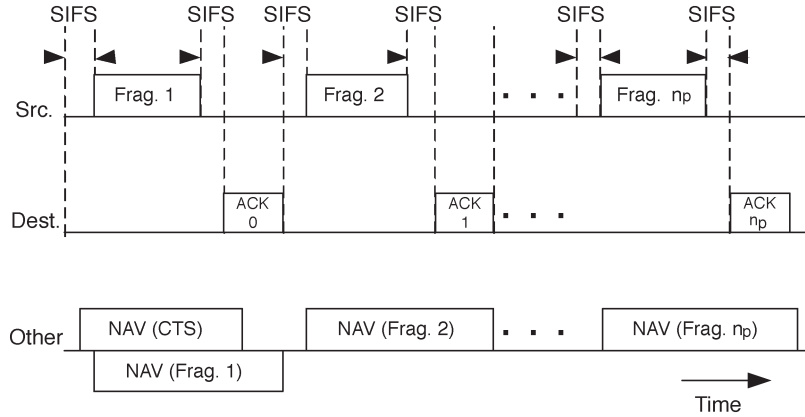 SIFS SIFS SIFS SIFS SIFS SIFS
Src. Frag. 1 Frag. 2 . . . Frag. np
Dest. ACK 0 ACK 1 . . . ACK np
Other NAV (CTS) NAV (Frag. 2) . . . NAV (Frag. np)
NAV (Frag. 1)
Time